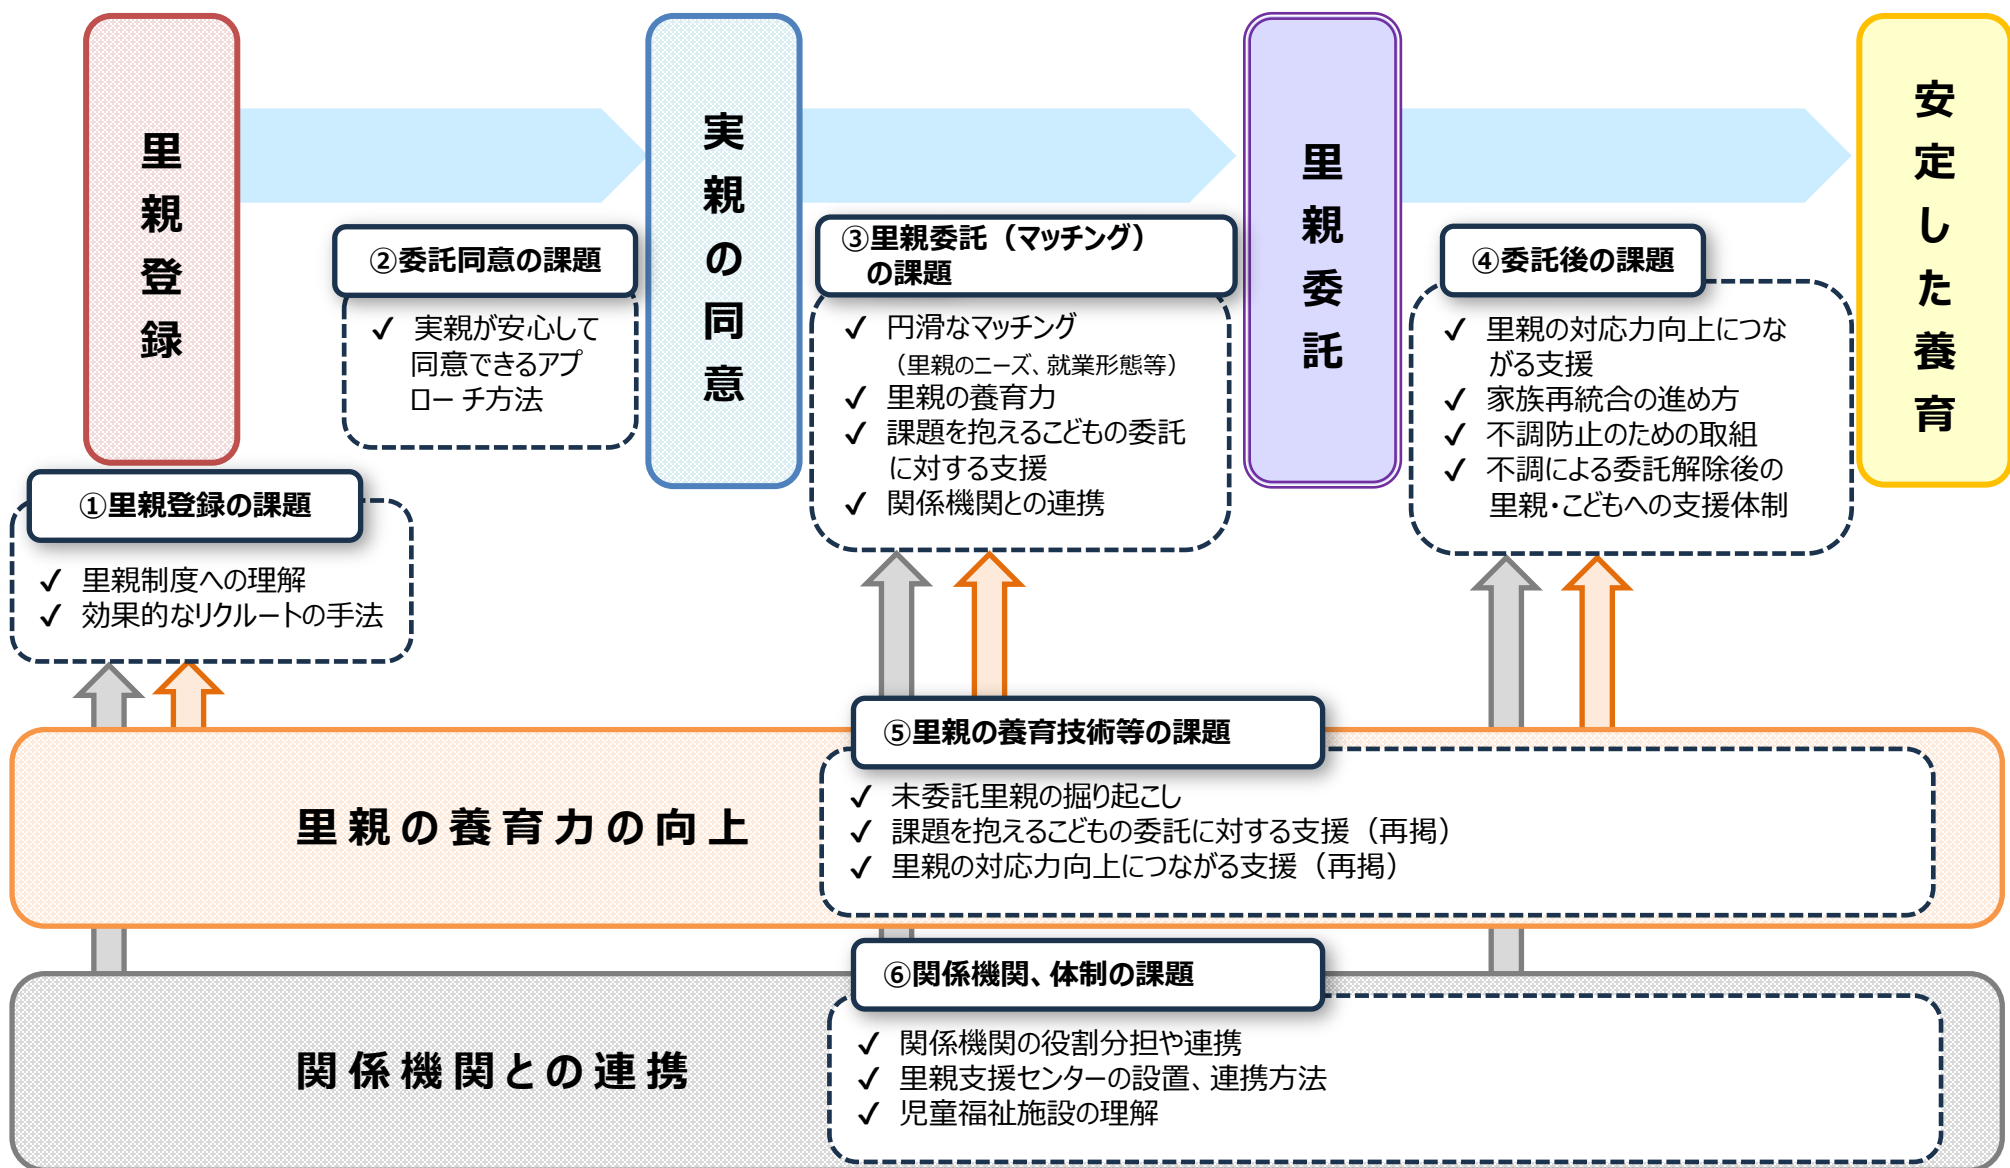 里親登録
実親の同意
里親委託
安定した養育
②委託同意の課題
✓ 実親が安心して
同意できるアプ
ローチ方法
③里親委託（マッチング）
の課題
✓ 円滑なマッチング
（里親のニーズ、就業形態等）
✓ 里親の養育力
✓ 課題を抱えるこどもの委託
に対する支援
✓ 関係機関との連携
④委託後の課題
✓ 里親の対応力向上につな
がる支援
✓ 家族再統合の進め方
✓ 不調防止のための取組
✓ 不調による委託解除後の
里親・こどもへの支援体制
①里親登録の課題
✓ 里親制度への理解
✓ 効果的なリクルートの手法
里親の養育力の向上
⑤里親の養育技術等の課題
✓ 未委託里親の掘り起こし
✓ 課題を抱えるこどもの委託に対する支援（再掲）
✓ 里親の対応力向上につながる支援（再掲）
関係機関との連携
⑥関係機関、体制の課題
✓ 関係機関の役割分担や連携
✓ 里親支援センターの設置、連携方法
✓ 児童福祉施設の理解